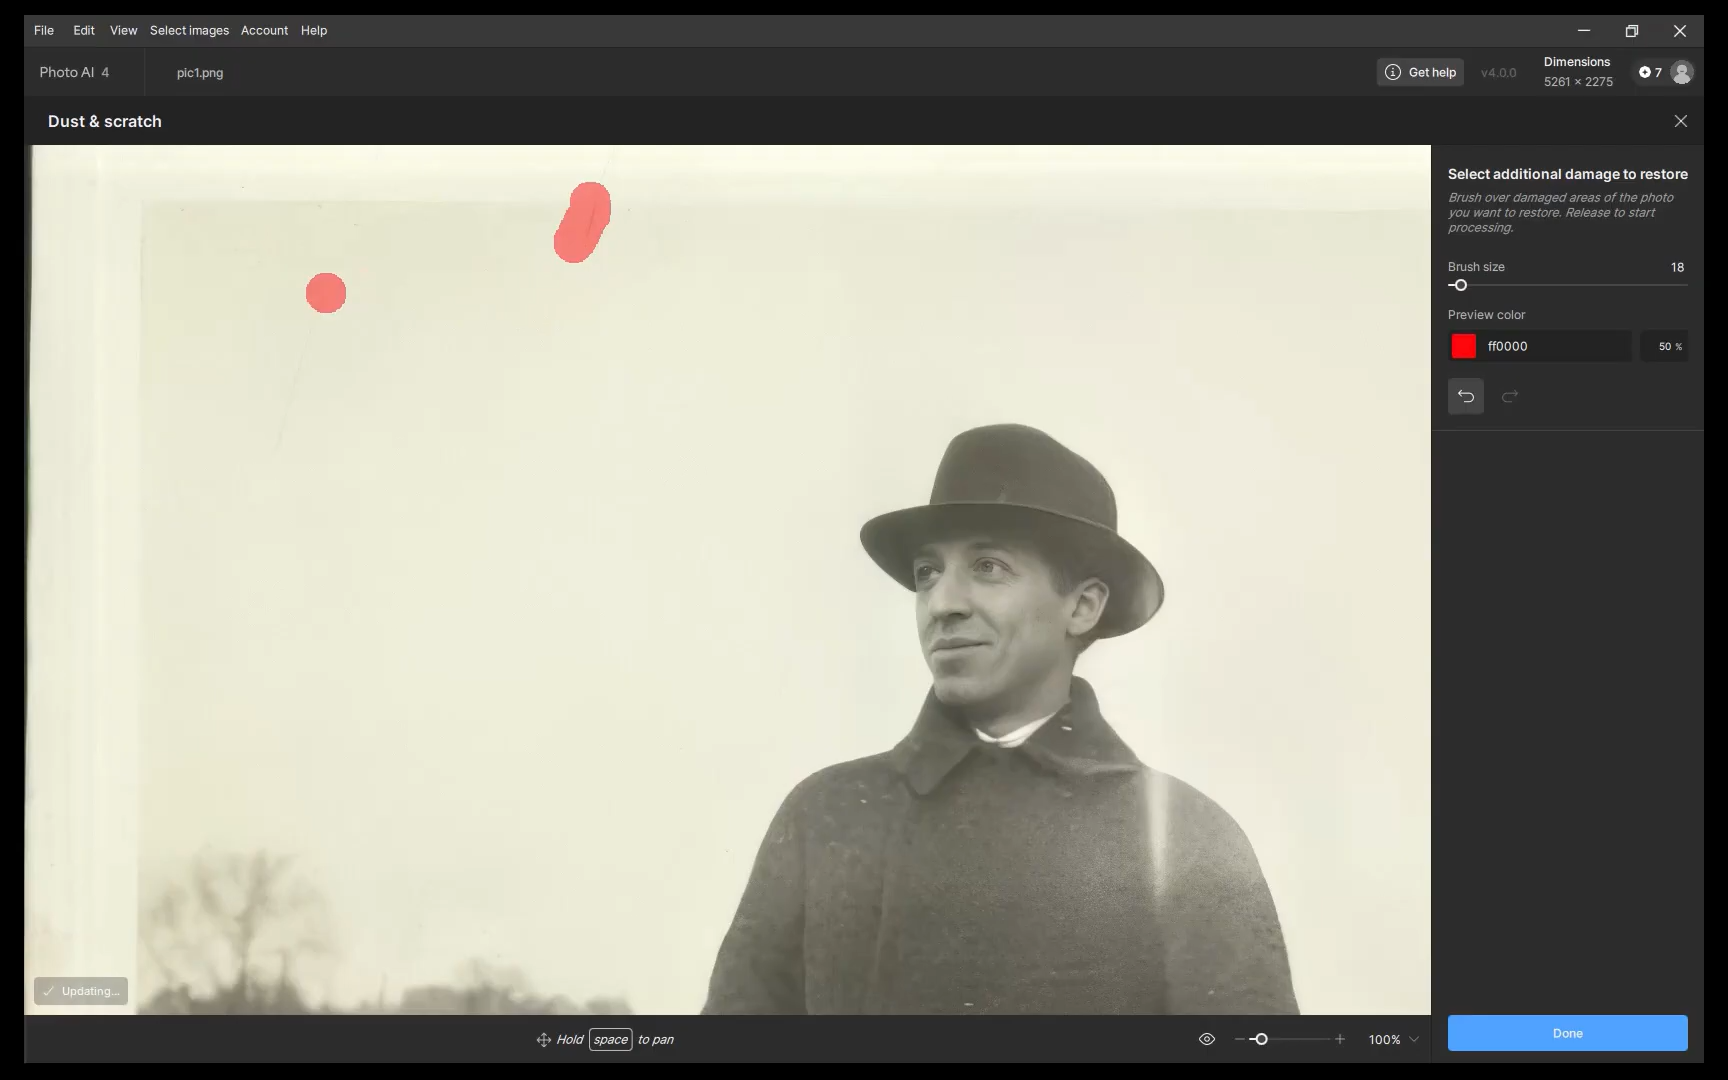 File Edit View Select images Account Help
Photo AI 4 pic1.png Get help v4.0.0 Dimensions 5261 × 2275 7
Dust & scratch
Select additional damage to restore
Brush over damaged areas of the photo
you want to restore. Release to start
processing.
Brush size 18
Preview color
ff0000 50 %
Updating...
Hold space to pan 100%
Done